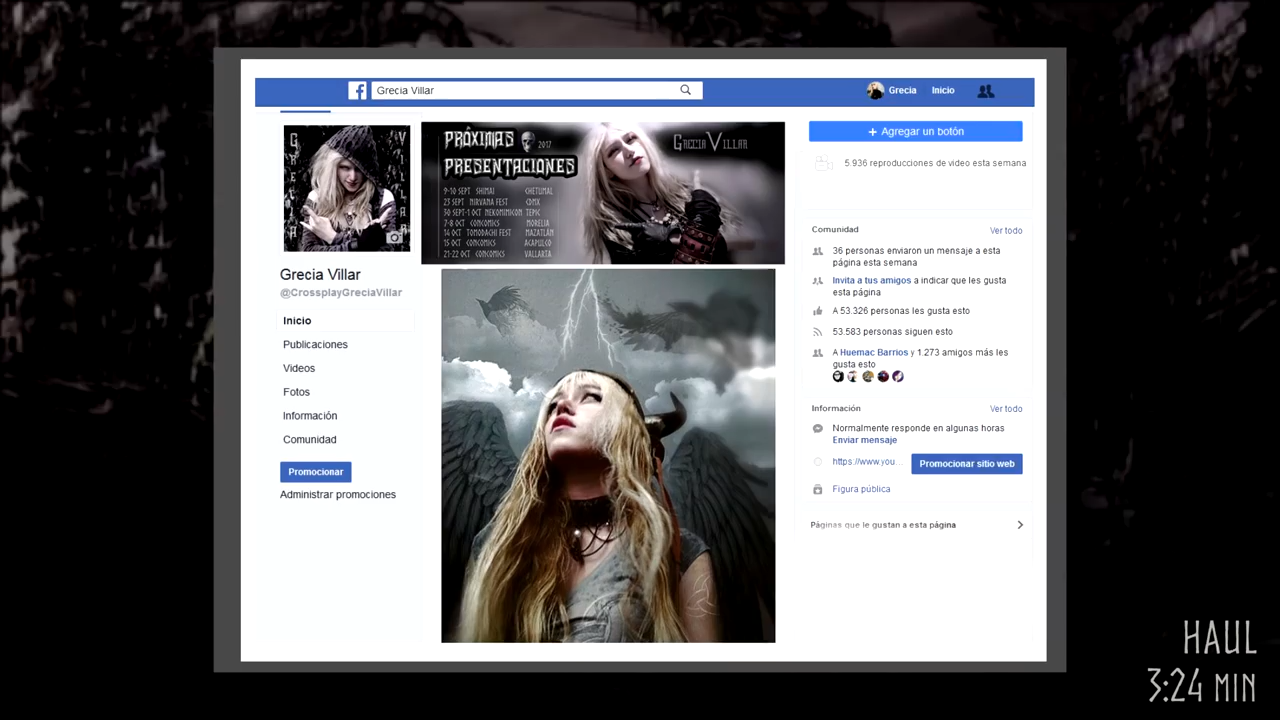 Grecia Villar
Grecia
Inicio
GRECIA
VILLAR
PRÓXIMAS 2017
PRESENTACIONES
GRECIA VILLAR
9-10 SEPT SHIMAI CHETUMAL
23 SEPT NIRVANA FEST CDMX
30 SEPT-1 OCT NEKOMIMICON TEPIC
7-8 OCT CONCOMICS MORELIA
14 OCT TOMODACHI FEST MAZATLÁN
15 OCT CONCOMICS ACAPULCO
21-22 OCT CONCOMICS VALLARTA
Grecia Villar
@CrossplayGreciaVillar
Inicio
Publicaciones
Videos
Fotos
Información
Comunidad
Promocionar
Administrar promociones
+ Agregar un botón
5.936 reproducciones de video esta semana
Comunidad Ver todo
36 personas enviaron un mensaje a esta
página esta semana
Invita a tus amigos a indicar que les gusta
esta página
A 53.326 personas les gusta esto
53.583 personas siguen esto
A Huemac Barrios y 1.273 amigos más les
gusta esto
Información Ver todo
Normalmente responde en algunas horas
Enviar mensaje
https://www.you...
Promocionar sitio web
Figura pública
Páginas que le gustan a esta página
HAUL
3:24 MIN